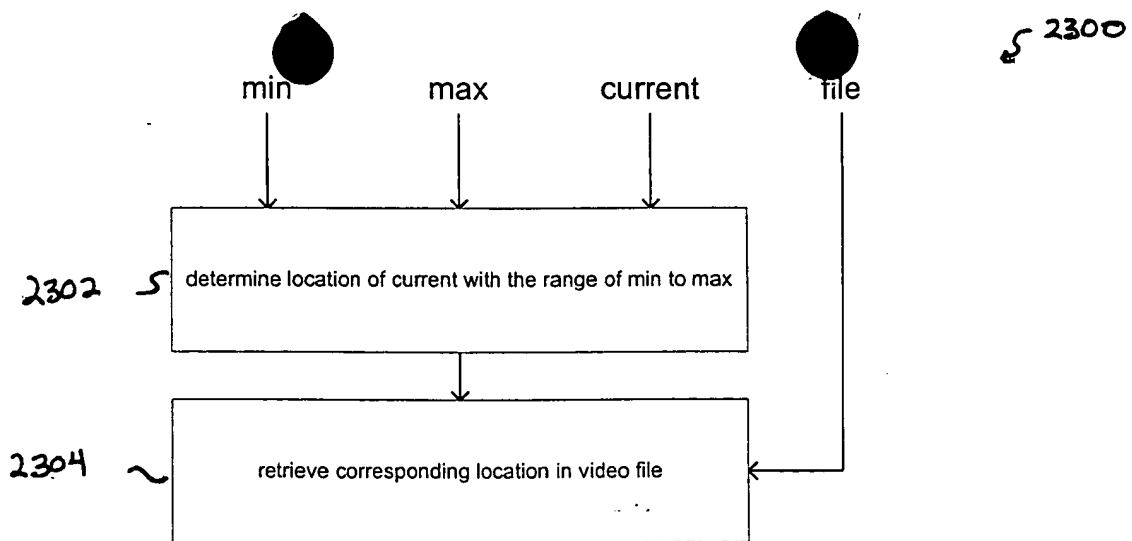 2300
min max current file
2302 determine location of current with the range of min to max
2304 retrieve corresponding location in video file